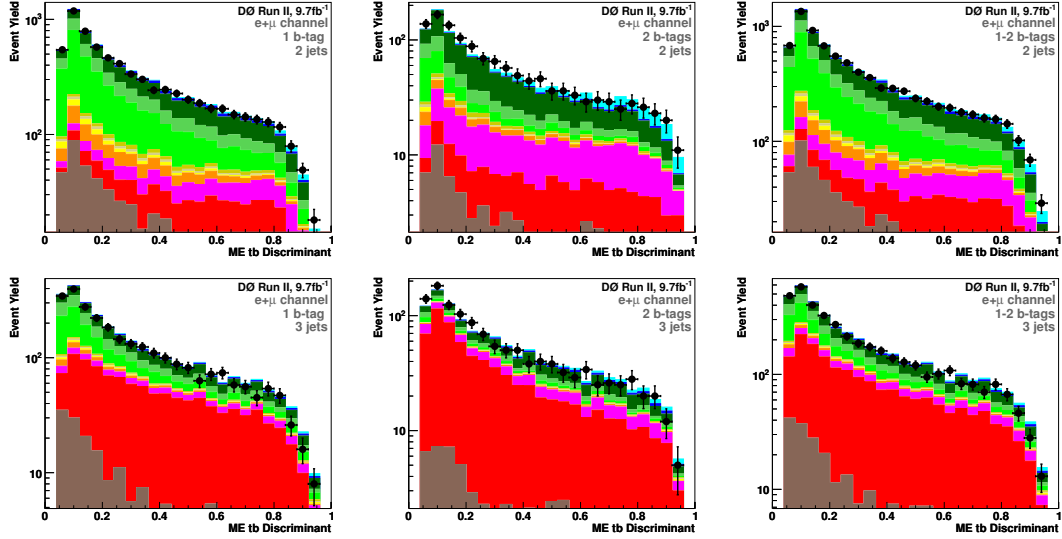 Event Yield
DØ Run II, 9.7fb⁻¹
e+μ channel
1 b-tag
2 jets
10³
10²
0 0.2 0.4 0.6 0.8 1
ME tb Discriminant
Event Yield
DØ Run II, 9.7fb⁻¹
e+μ channel
2 b-tags
2 jets
10²
10
0 0.2 0.4 0.6 0.8 1
ME tb Discriminant
Event Yield
DØ Run II, 9.7fb⁻¹
e+μ channel
1-2 b-tags
2 jets
10³
10²
0 0.2 0.4 0.6 0.8 1
ME tb Discriminant
Event Yield
DØ Run II, 9.7fb⁻¹
e+μ channel
1 b-tag
3 jets
10²
10
0 0.2 0.4 0.6 0.8 1
ME tb Discriminant
Event Yield
DØ Run II, 9.7fb⁻¹
e+μ channel
2 b-tags
3 jets
10²
10
0 0.2 0.4 0.6 0.8 1
ME tb Discriminant
Event Yield
DØ Run II, 9.7fb⁻¹
e+μ channel
1-2 b-tags
3 jets
10²
10
0 0.2 0.4 0.6 0.8 1
ME tb Discriminant